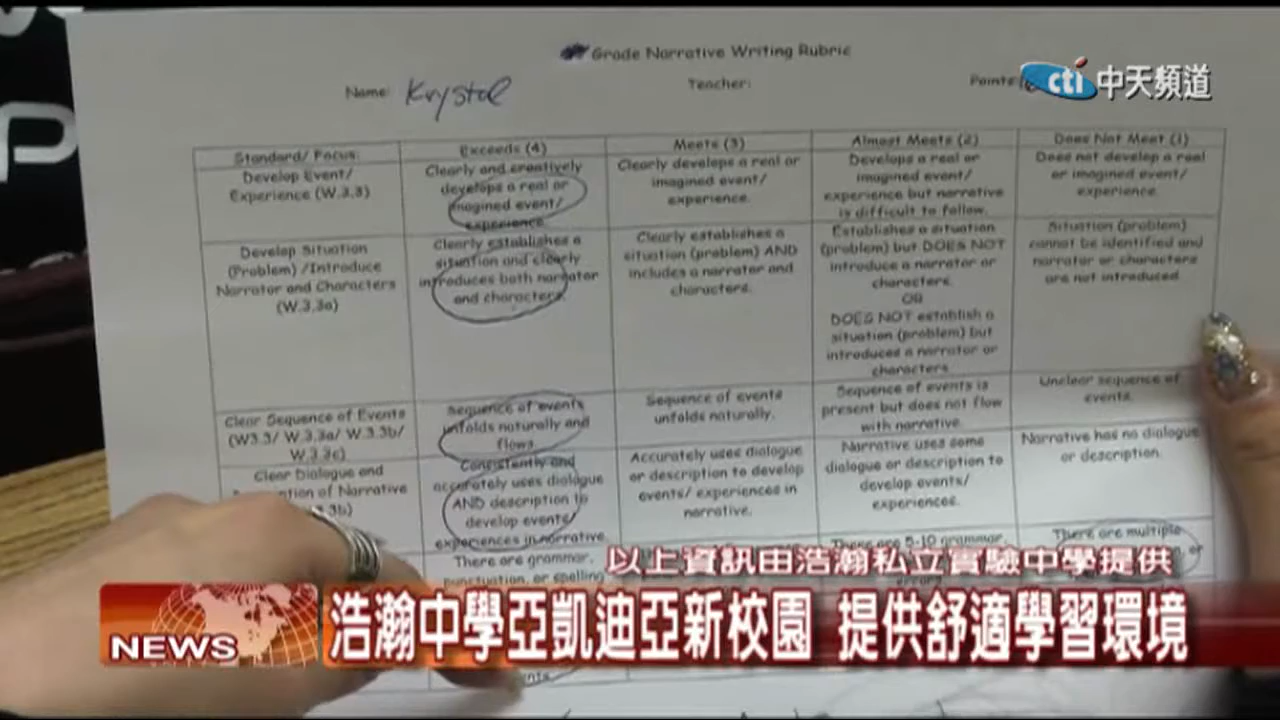 Grade Narrative Writing Rubric
Name: Krystal
Teacher:
Points:
cti 中天頻道
Standard/ Focus:
Exceeds (4)
Meets (3)
Almost Meets (2)
Does Not Meet (1)
Develop Event/
Experience (W.3.3)
Clearly and creatively
develops a real or
imagined event/
experience.
Clearly develops a real or
imagined event/
experience.
Develops a real or
imagined event/
experience but narrative
is difficult to follow.
Does not develop a real
or imagined event/
experience.
Develop Situation
(Problem) /Introduce
Narrator and Characters
(W.3.3a)
Clearly establishes a
situation and clearly
introduces both narrator
and characters.
Clearly establishes a
situation (problem) AND
includes a narrator and
characters.
Establishes a situation
(problem) but DOES NOT
introduce a narrator or
characters.
OR
DOES NOT establish a
situation (problem) but
introduces a narrator or
characters
Situation (problem)
cannot be identified and
narrator or characters
are not introduced.
Clear Sequence of Events
(W3.3/ W.3.3a/ W.3.3b/
W.3.3c)
Sequence of events
unfolds naturally and
flows.
Sequence of events
unfolds naturally.
Sequence of events is
present but does not flow
with narrative.
Unclear sequence of
events.
Clear Dialogue and
of Narrative
3b)
Consistently and
accurately uses dialogue
AND description to
develop events/
experiences in narrative.
Accurately uses dialogue
or description to develop
events/ experiences in
narrative.
Narrative uses some
dialogue or description to
develop events/
experiences.
Narrative has no dialogue
or description.
There are grammar,
punctuation, or spelling
There are 5-10 grammar,
There are multiple
or
以上資訊由浩瀚私立實驗中學提供
NEWS
浩瀚中學亞凱迪亞新校園 提供舒適學習環境